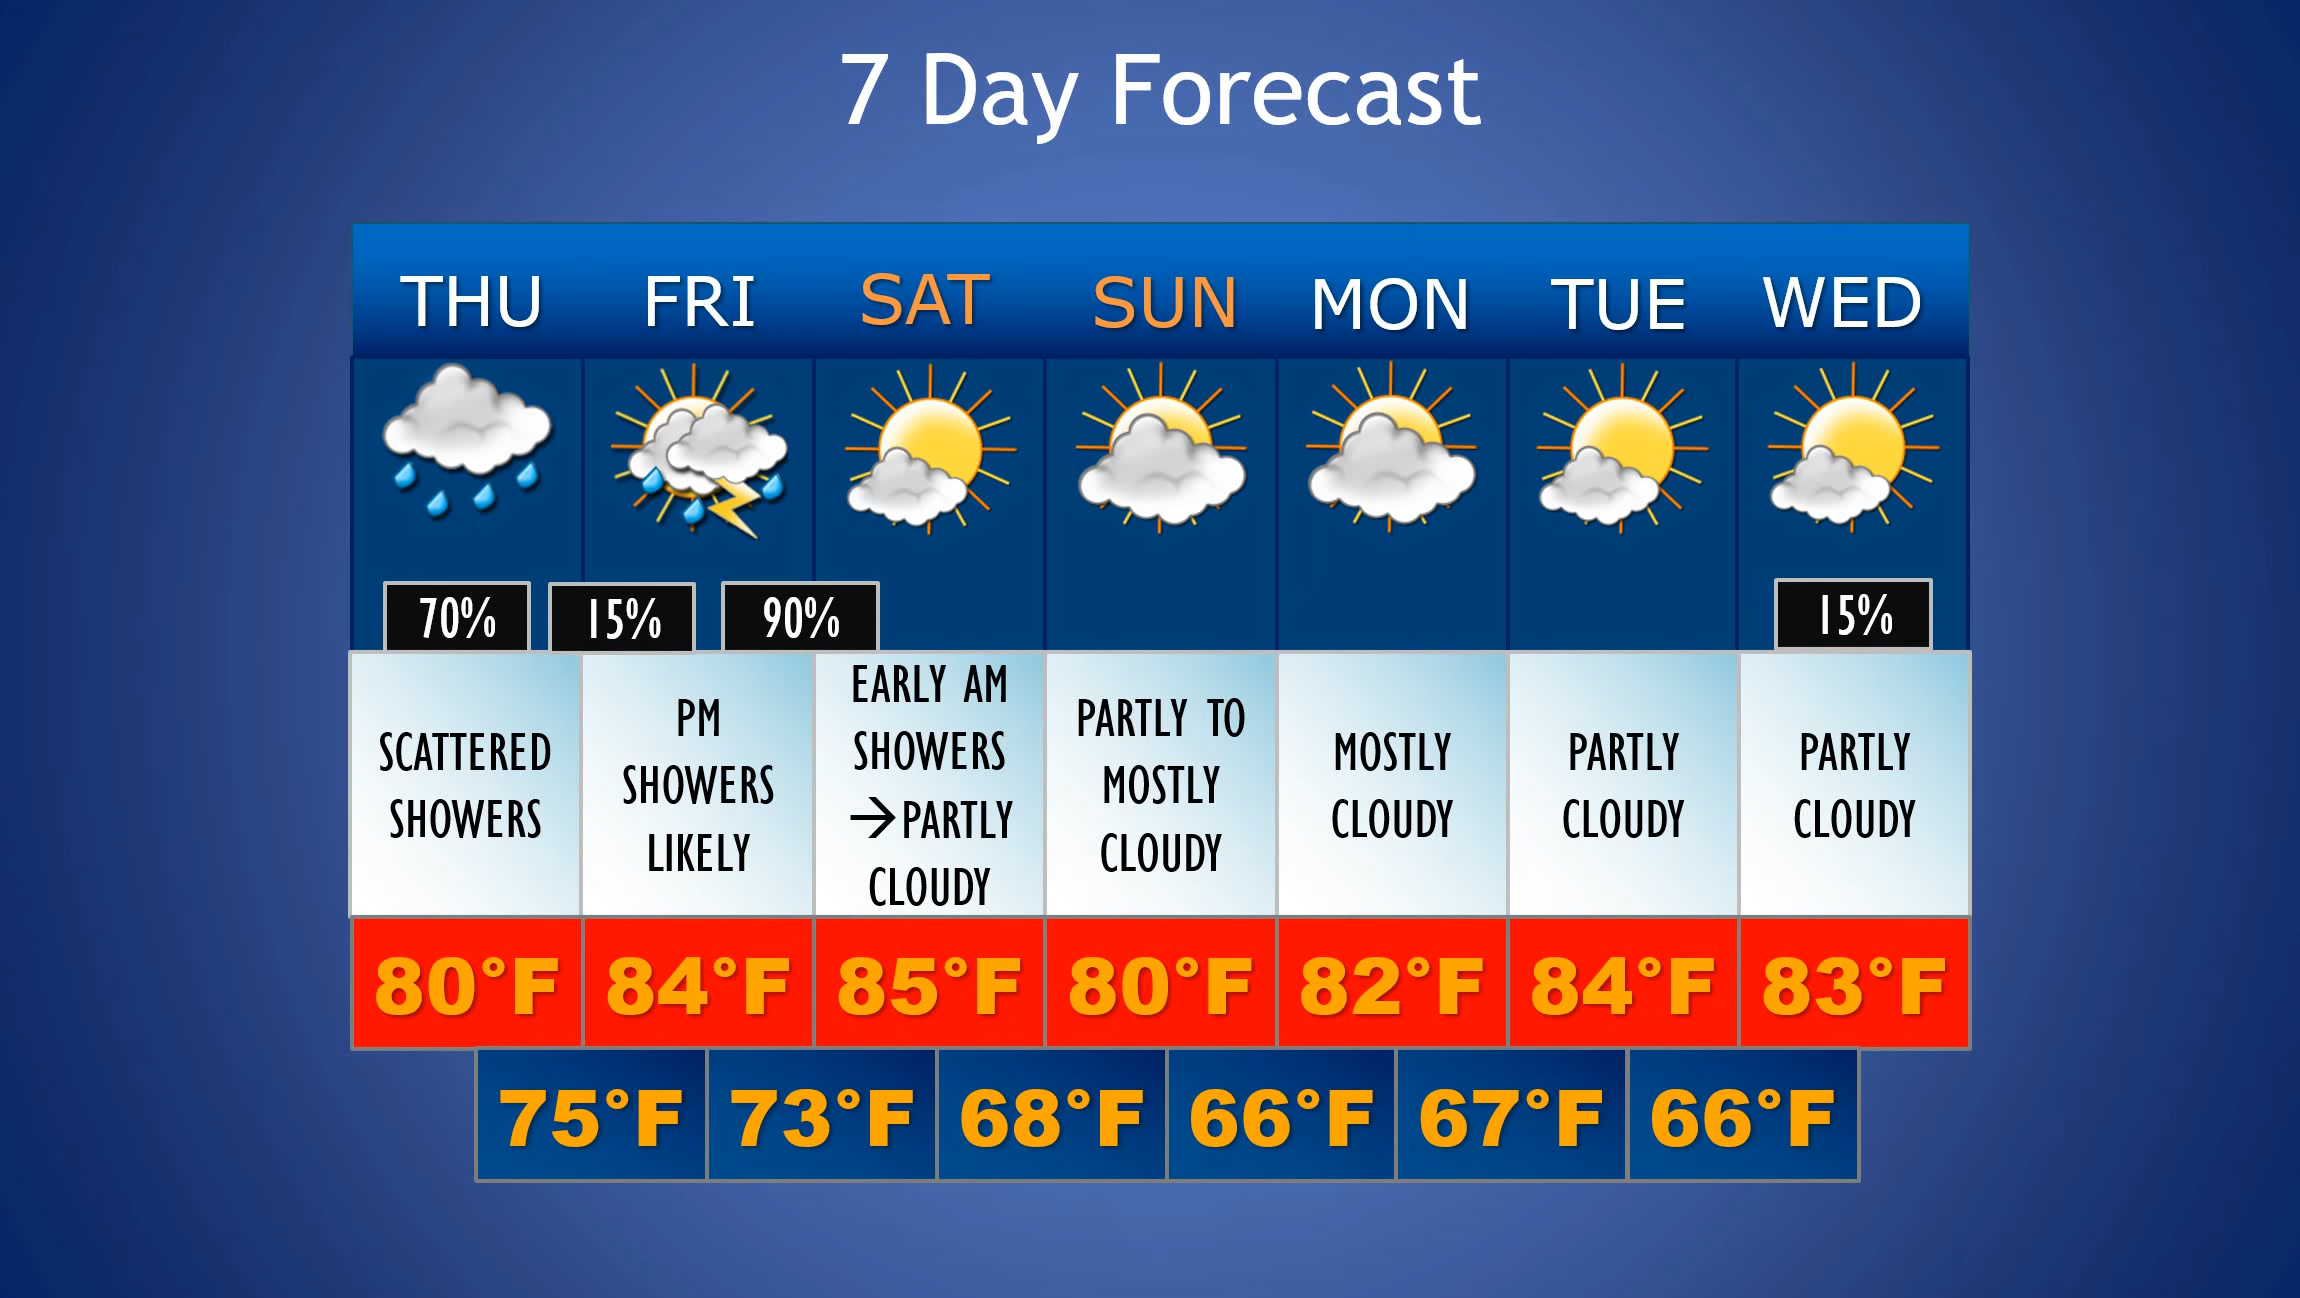 7 Day Forecast
THU FRI SAT SUN MON TUE WED
70% 15% 90% 15%
SCATTERED
SHOWERS
PM
SHOWERS
LIKELY
EARLY AM
SHOWERS
→PARTLY
CLOUDY
PARTLY TO
MOSTLY
CLOUDY
MOSTLY
CLOUDY
PARTLY
CLOUDY
PARTLY
CLOUDY
80°F 84°F 85°F 80°F 82°F 84°F 83°F
75°F 73°F 68°F 66°F 67°F 66°F